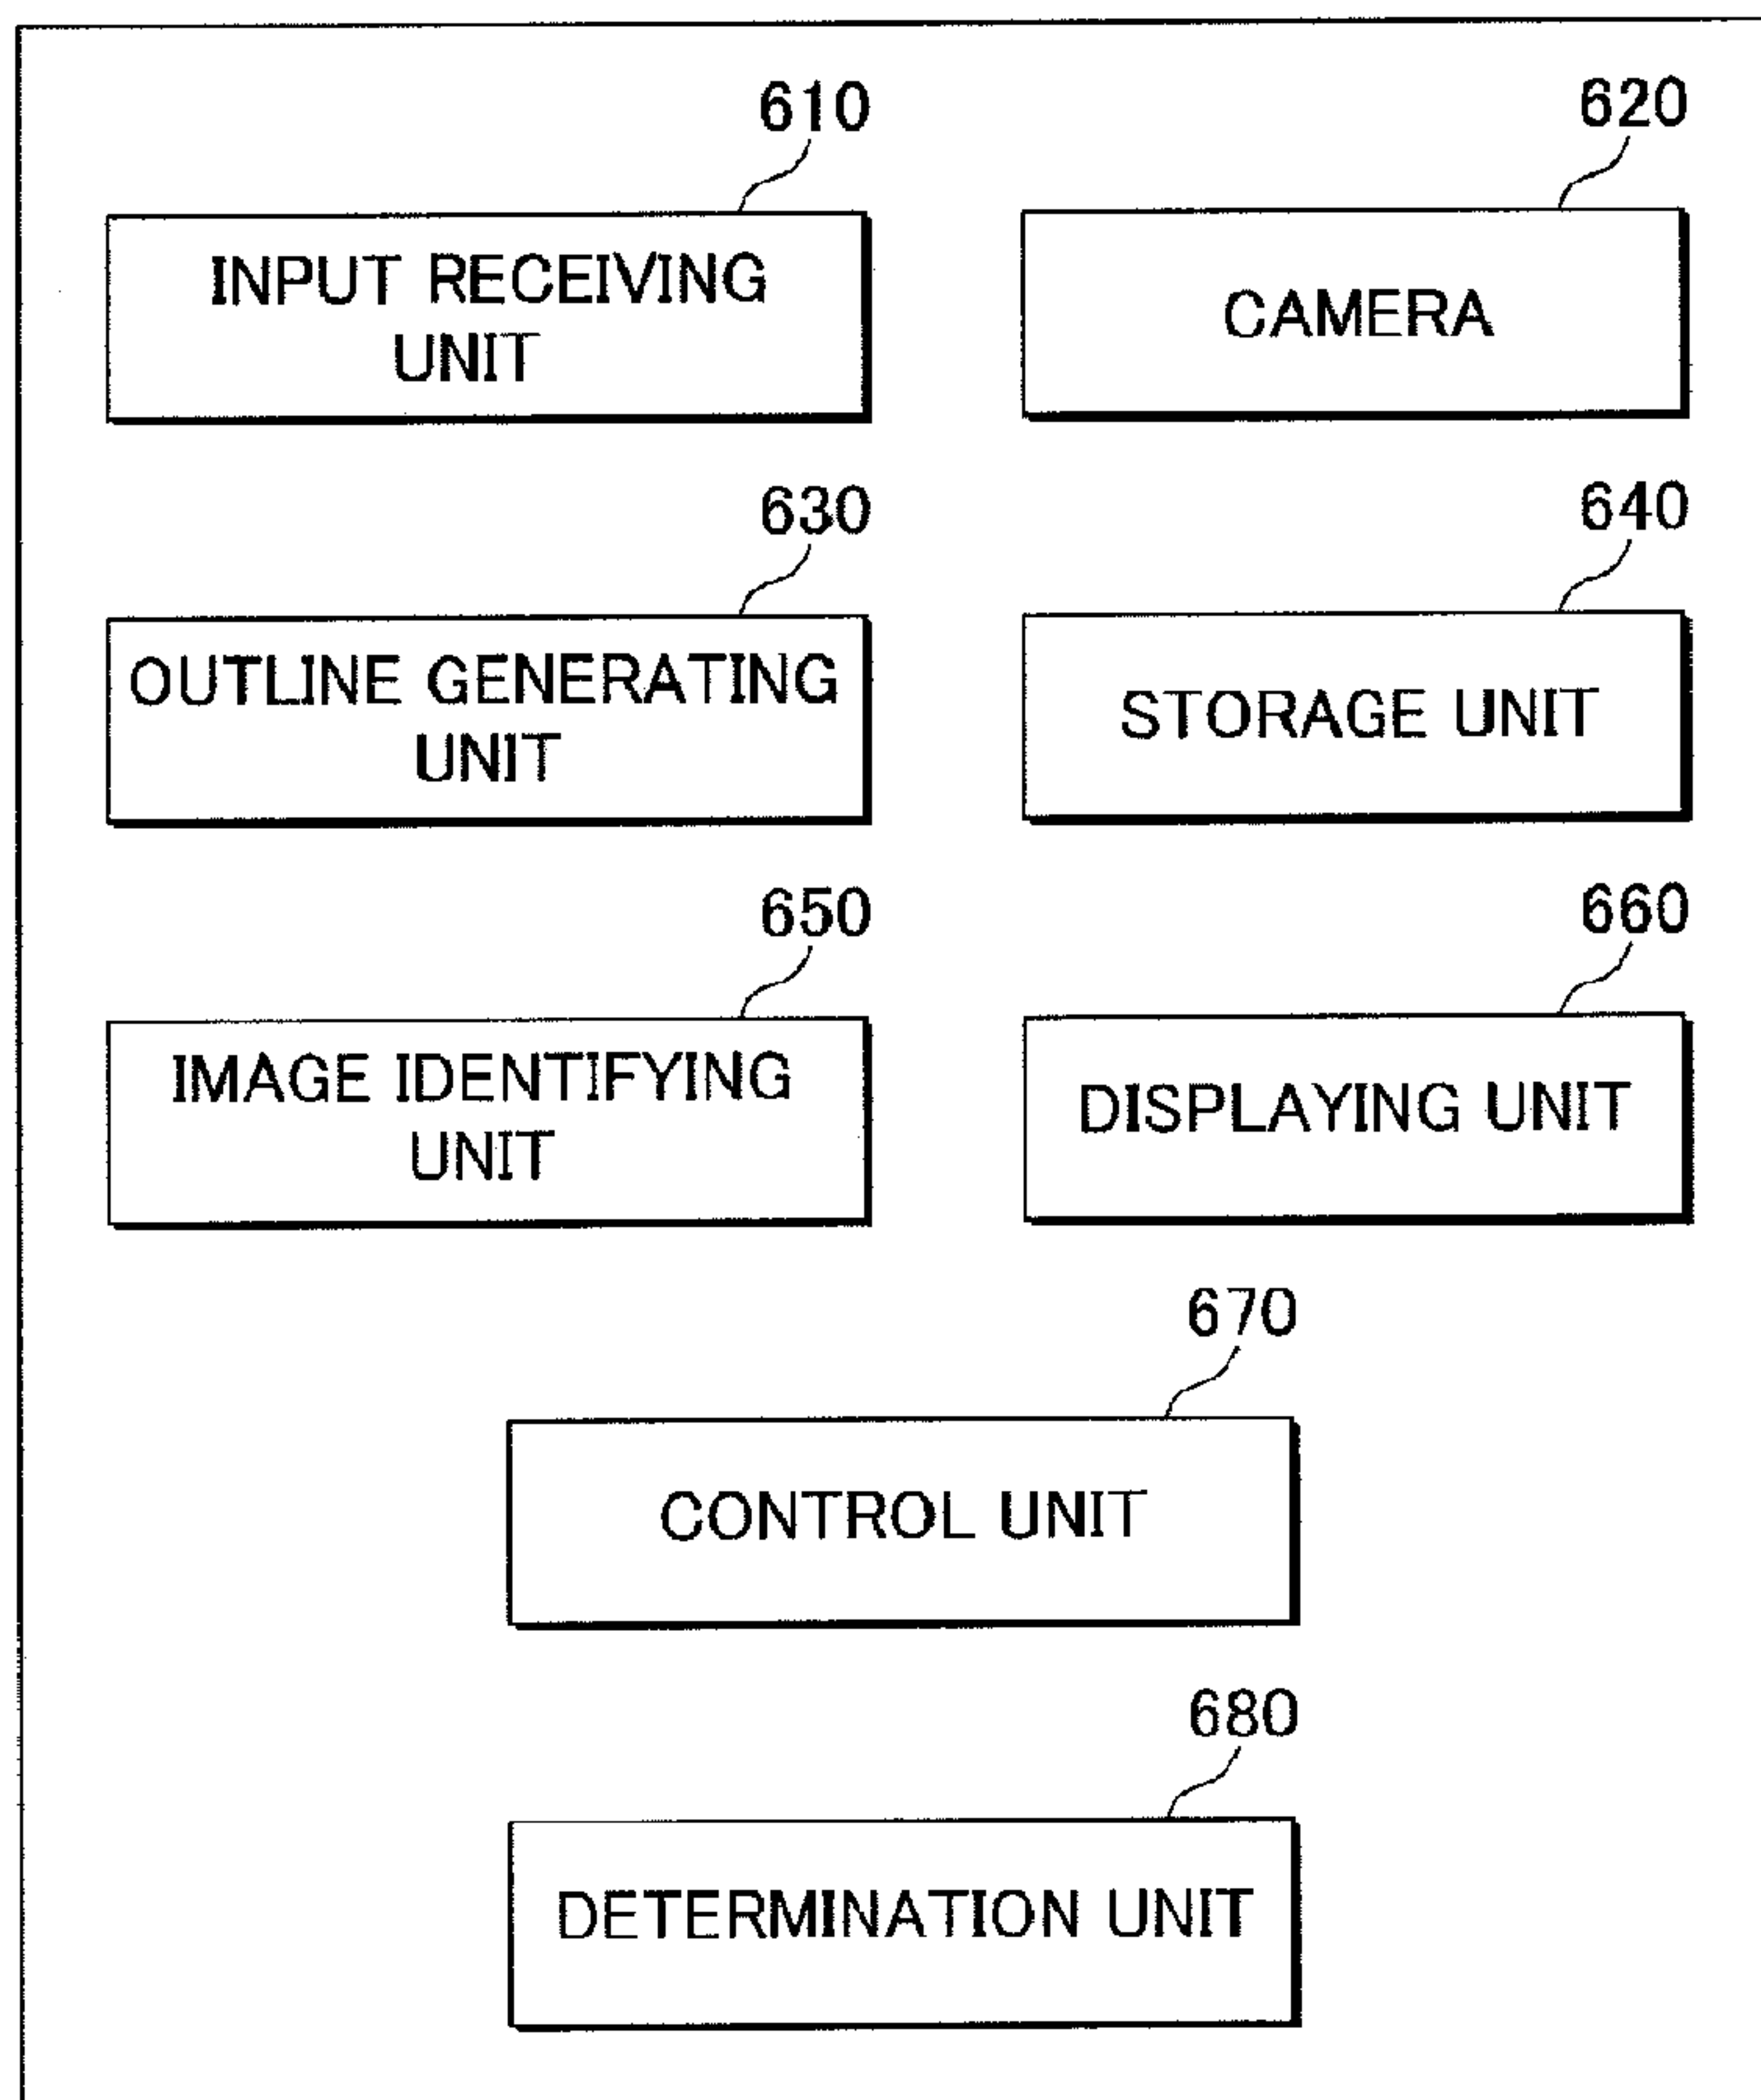 610
620
INPUT RECEIVING
UNIT
CAMERA
630
640
OUTLINE GENERATING
UNIT
STORAGE UNIT
650
660
IMAGE IDENTIFYING
UNIT
DISPLAYING UNIT
670
CONTROL UNIT
680
DETERMINATION UNIT